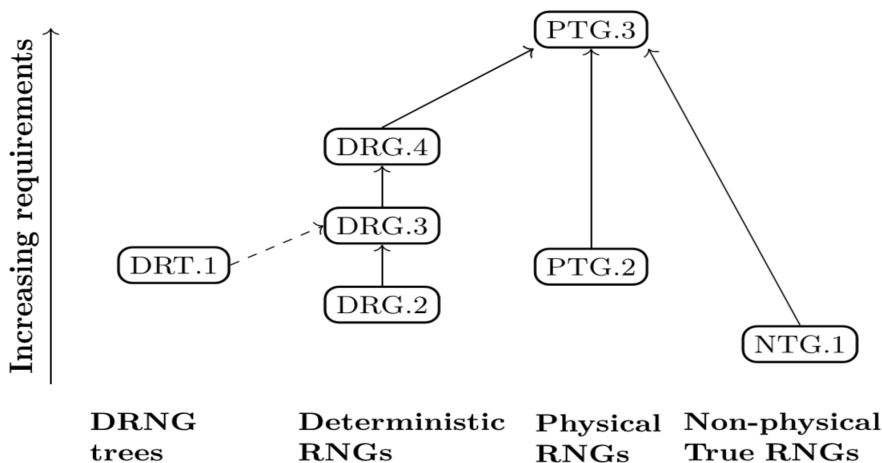 PTG.3
Increasing requirements
DRG.4
DRG.3
DRT.1
PTG.2
DRG.2
NTG.1
DRNG
trees
Deterministic
RNGs
Physical
RNGs
Non-physical
True RNGs